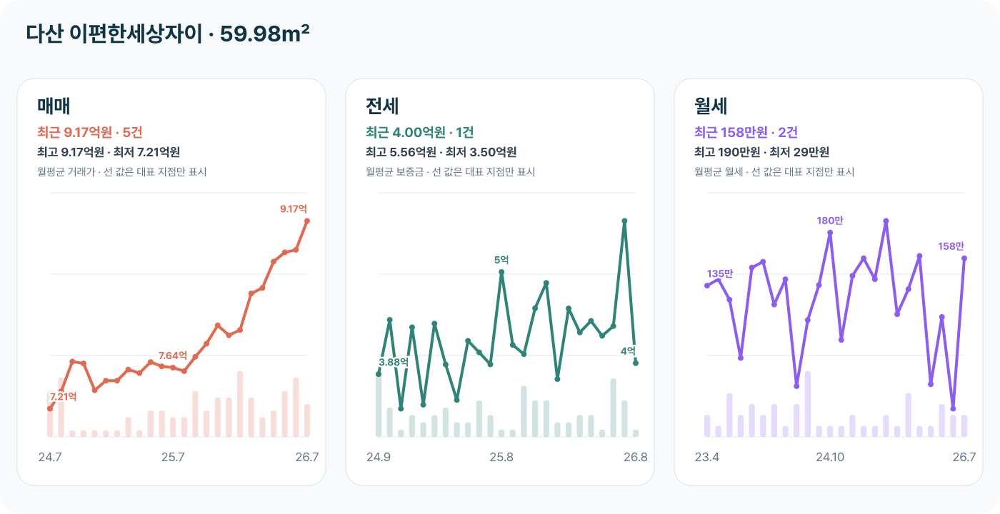 다산 이편한세상자이 · 59.98m²
매매
최근 9.17억원 · 5건
최고 9.17억원 · 최저 7.21억원
월평균 거래가 · 선 값은 대표 지점만 표시
9.17억
7.64억
7.21억
24.7
25.7
26.7
전세
최근 4.00억원 · 1건
최고 5.56억원 · 최저 3.50억원
월평균 보증금 · 선 값은 대표 지점만 표시
5억
3.88억
4억
24.9
25.8
26.8
월세
최근 158만원 · 2건
최고 190만원 · 최저 29만원
월평균 월세 · 선 값은 대표 지점만 표시
180만
158만
135만
23.4
24.10
26.7